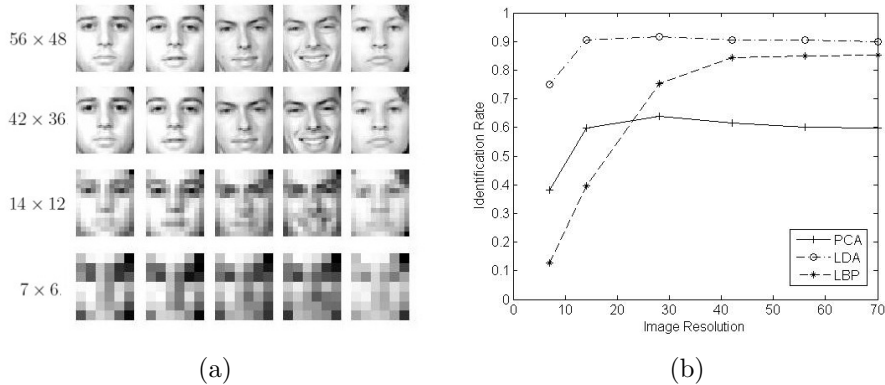 56 × 48
42 × 36
14 × 12
7 × 6
(a)
1
0.9
0.8
0.7
0.6
0.5
0.4
0.3
0.2
0.1
0
Identification Rate
0 10 20 30 40 50 60 70
Image Resolution
PCA
LDA
LBP
(b)